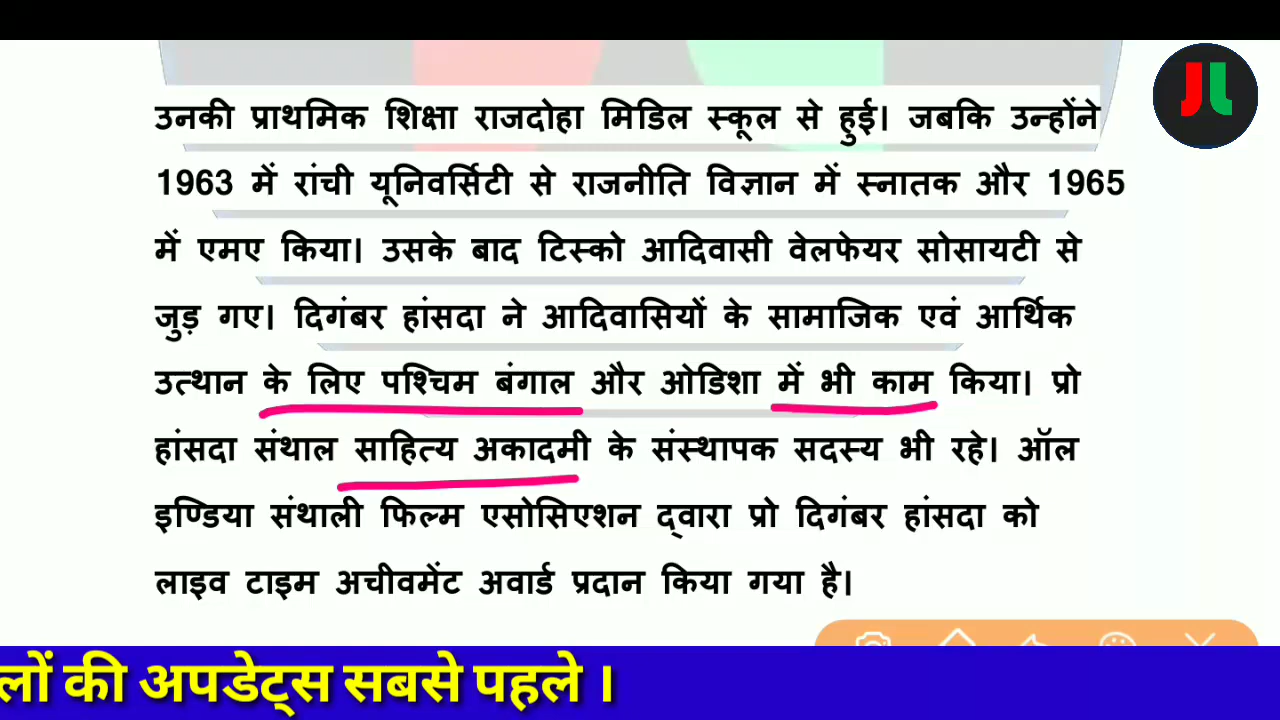 उनकी प्राथमिक शिक्षा राजदोहा मिडिल स्कूल से हुई। जबकि उन्होंने
1963 में रांची यूनिवर्सिटी से राजनीति विज्ञान में स्नातक और 1965
में एमए किया। उसके बाद टिस्को आदिवासी वेलफेयर सोसायटी से
जुड़ गए। दिगंबर हांसदा ने आदिवासियों के सामाजिक एवं आर्थिक
उत्थान के लिए पश्चिम बंगाल और ओडिशा में भी काम किया। प्रो
हांसदा संथाल साहित्य अकादमी के संस्थापक सदस्य भी रहे। ऑल
इण्डिया संथाली फिल्म एसोसिएशन द्वारा प्रो दिगंबर हांसदा को
लाइव टाइम अचीवमेंट अवार्ड प्रदान किया गया है।
लों की अपडेट्स सबसे पहले ।